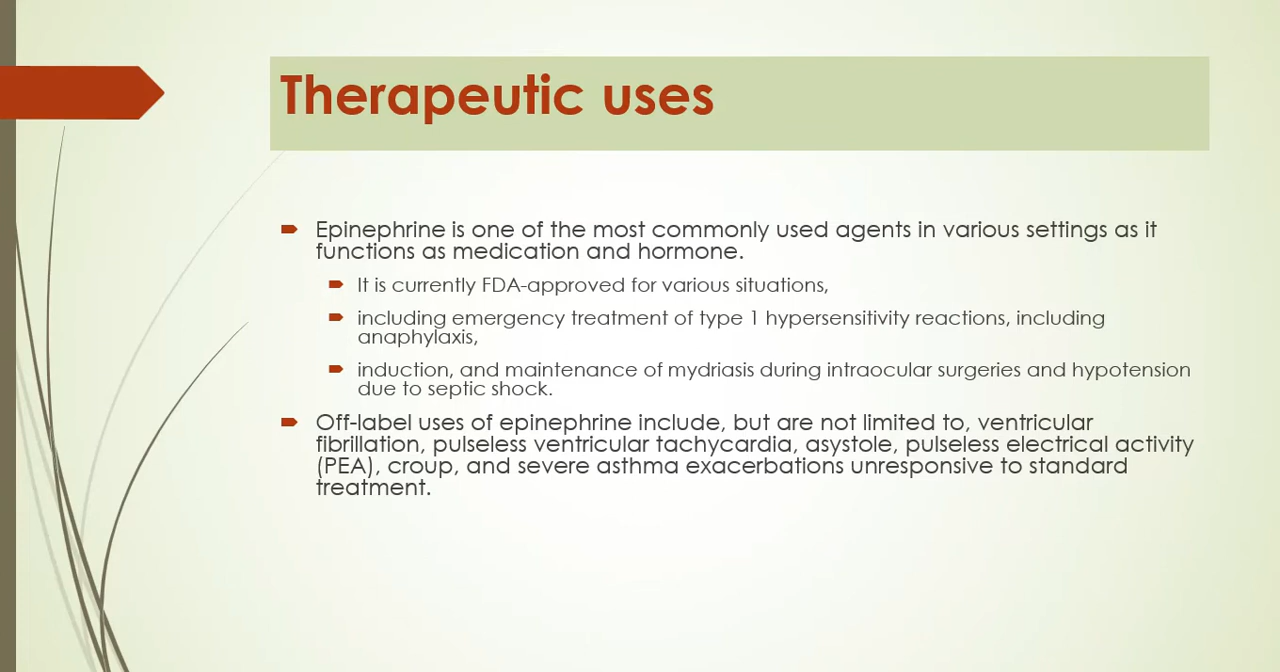 Therapeutic uses
Epinephrine is one of the most commonly used agents in various settings as it
functions as medication and hormone.
It is currently FDA-approved for various situations,
including emergency treatment of type 1 hypersensitivity reactions, including
anaphylaxis,
induction, and maintenance of mydriasis during intraocular surgeries and hypotension
due to septic shock.
Off-label uses of epinephrine include, but are not limited to, ventricular
fibrillation, pulseless ventricular tachycardia, asystole, pulseless electrical activity
(PEA), croup, and severe asthma exacerbations unresponsive to standard
treatment.